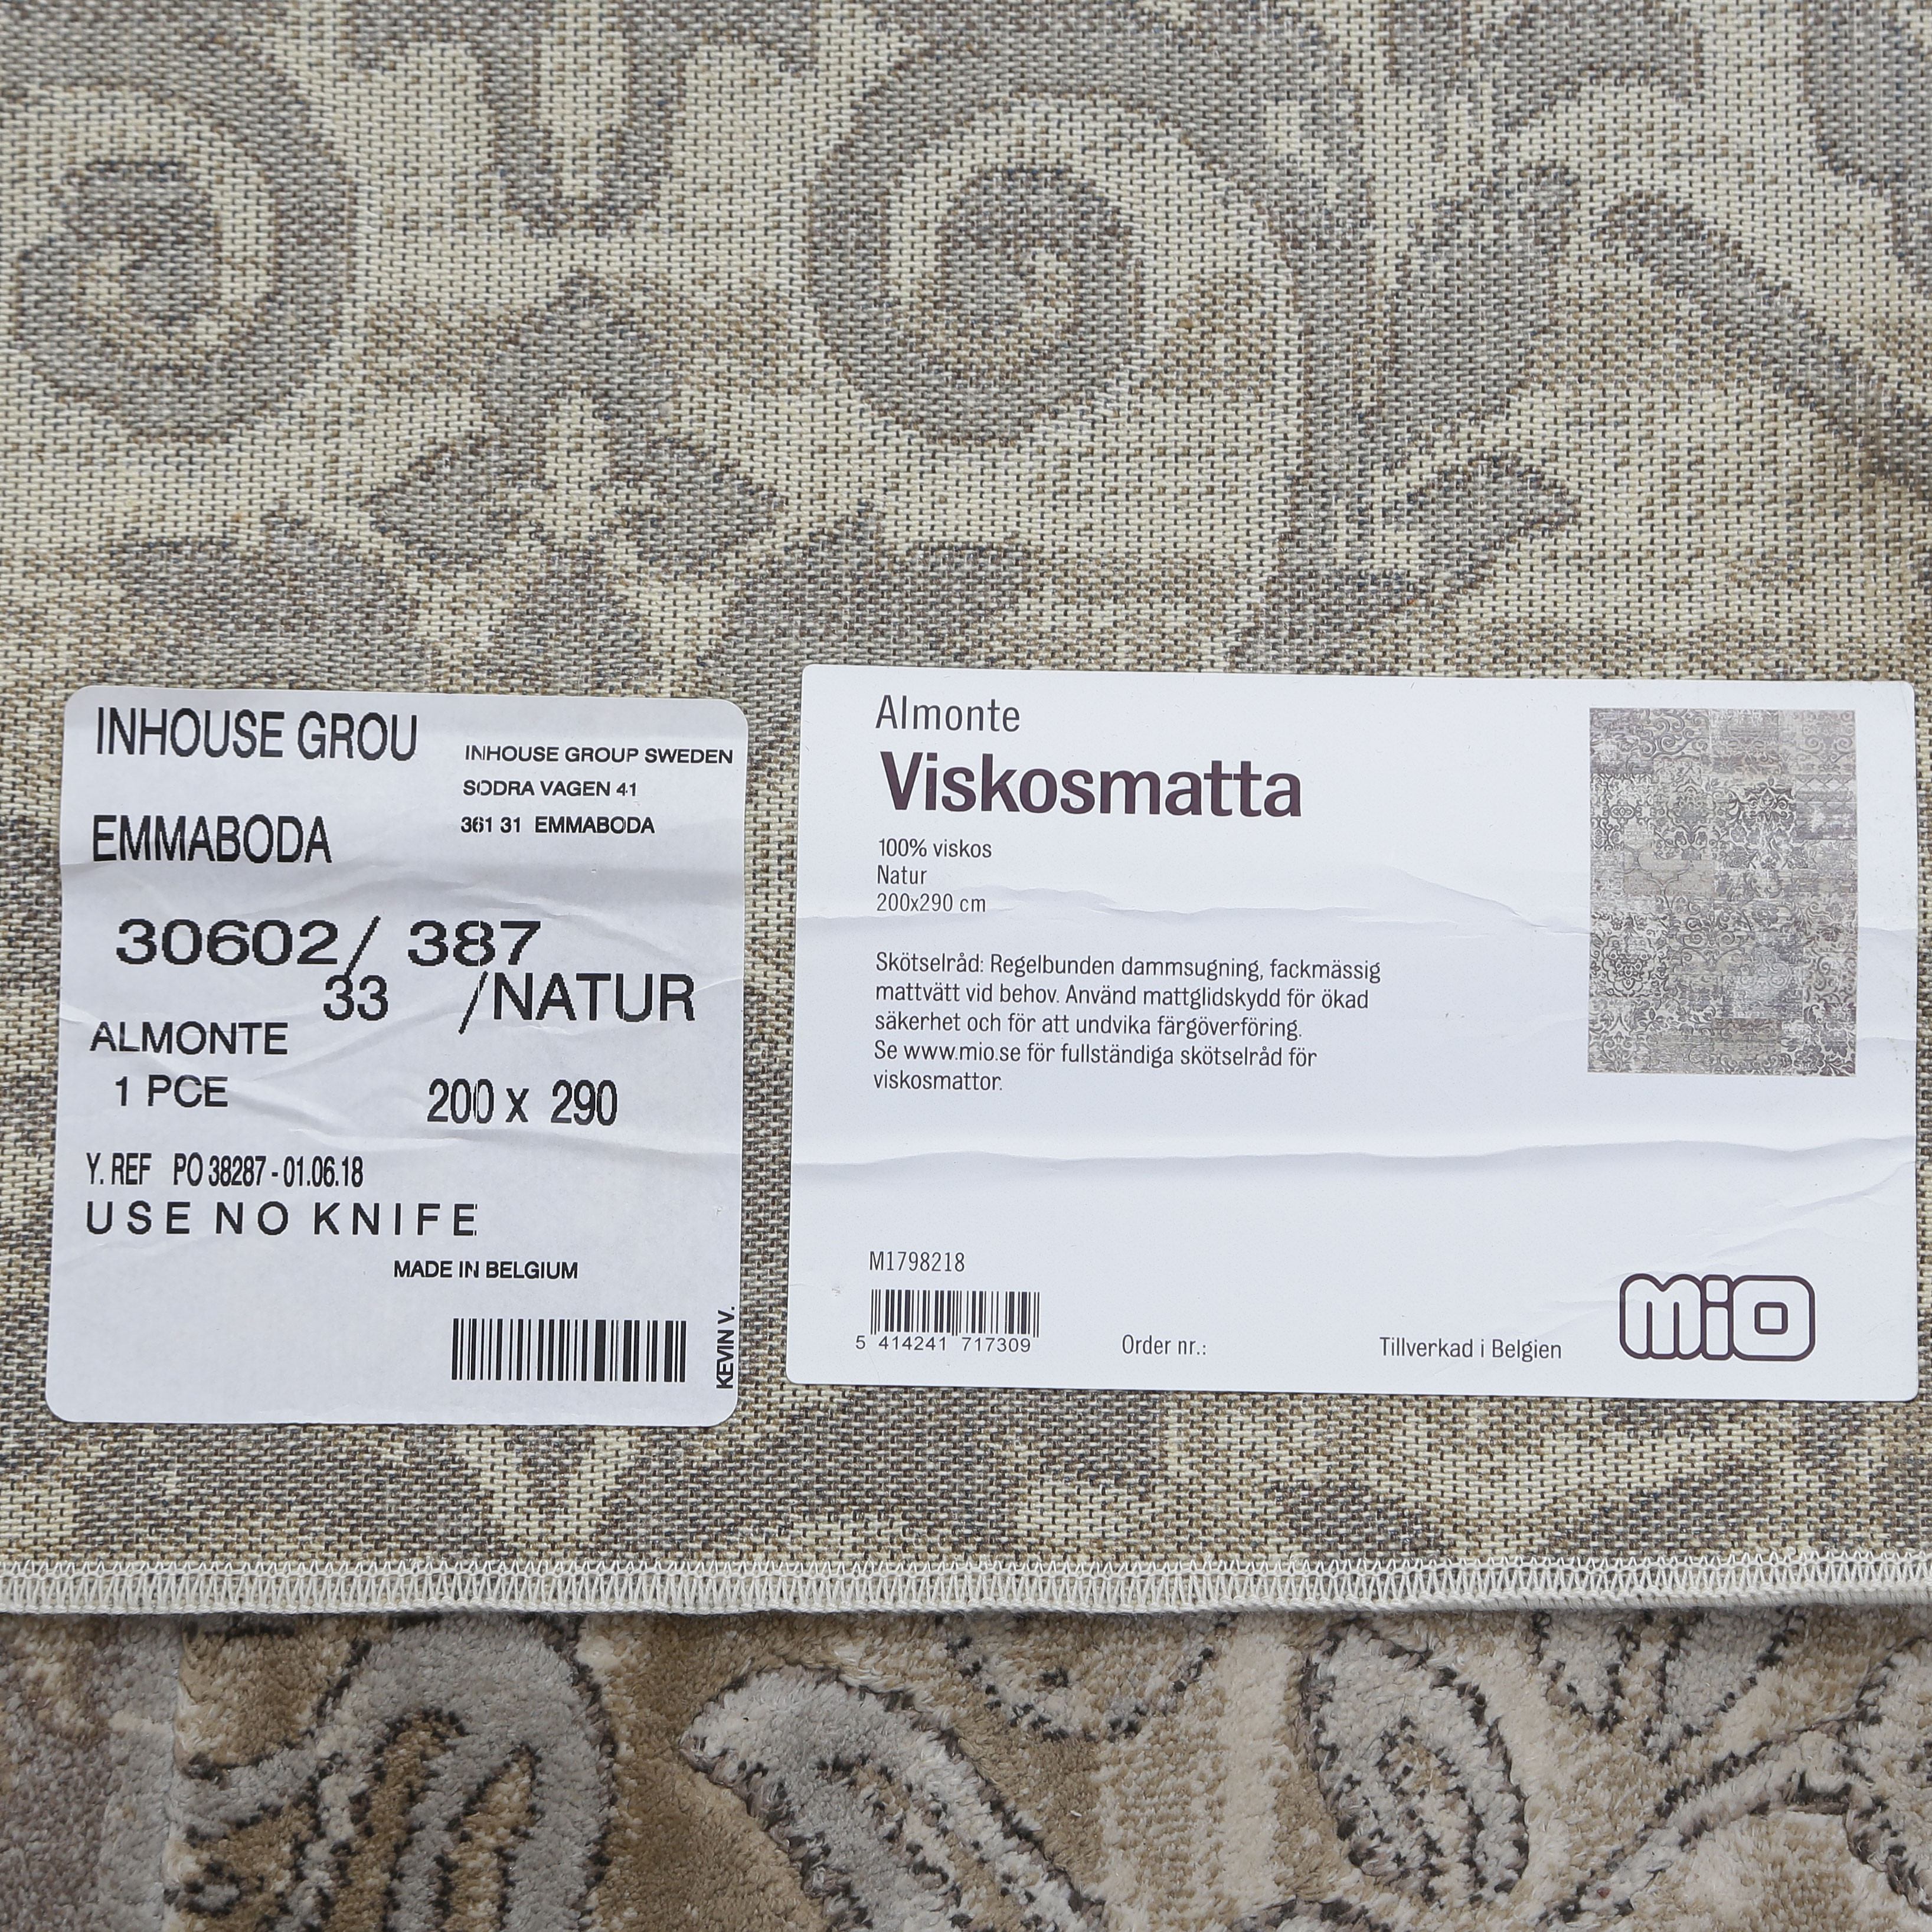 INHOUSE GROU
INHOUSE GROUP SWEDEN
SODRA VAGEN 41
EMMABODA
361 31 EMMABODA
30602/ 387
33 /NATUR
ALMONTE
1 PCE
200 x 290
Y. REF PO 38287 - 01.06.18
USE NO KNIFE
MADE IN BELGIUM
KEVIN V.
Almonte
Viskosmatta
100% viskos
Natur
200x290 cm
Skötselråd: Regelbunden dammsugning, fackmässig
mattvätt vid behov. Använd mattglidskydd för ökad
säkerhet och för att undvika färgöverföring.
Se www.mio.se för fullständiga skötselråd för
viskosmattor.
M1798218
5 414241 717309
Order nr.:
Tillverkad i Belgien
mio